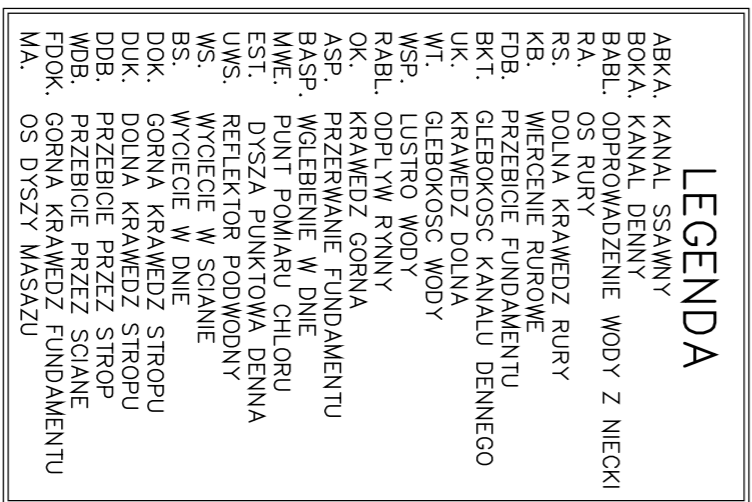 LEGENDA
ABKA. KANAL SSAWNY
BOKA. KANAL DENNY
BABL. ODPROWADZENIE WODY Z NIECKI
RA. OS RURY
RS. DOLNA KRAWEDZ RURY
KB. WIERCENIE RUROWE
FDB. PRZEBICIE FUNDAMENTU
BKT. GLEBOKOSC KANALU DENNEGO
UK. KRAWEDZ DOLNA
WT. GLEBOKOSC WODY
WSP. LUSTRO WODY
RABL. ODPLYW RYNNY
OK. KRAWEDZ GORNA
ASP. PRZERWANIE FUNDAMENTU
BASP. WGLEBIENIE W DNIE
MWE. PUNT POMIARU CHLORU
EST. DYSZA PUNKTOWA DENNA
UWS. REFLEKTOR PODWODNY
WS. WYCIECIE W SCIANIE
BS. WYCIECIE W DNIE
DOK. GORNA KRAWEDZ STROPU
DUK. DOLNA KRAWEDZ STROPU
DDB. PRZEBICIE PRZEZ STROP
WDB. PRZEBICIE PRZEZ SCIANE
FDOK. GORNA KRAWEDZ FUNDAMENTU
MA. OS DYSZY MASAZU